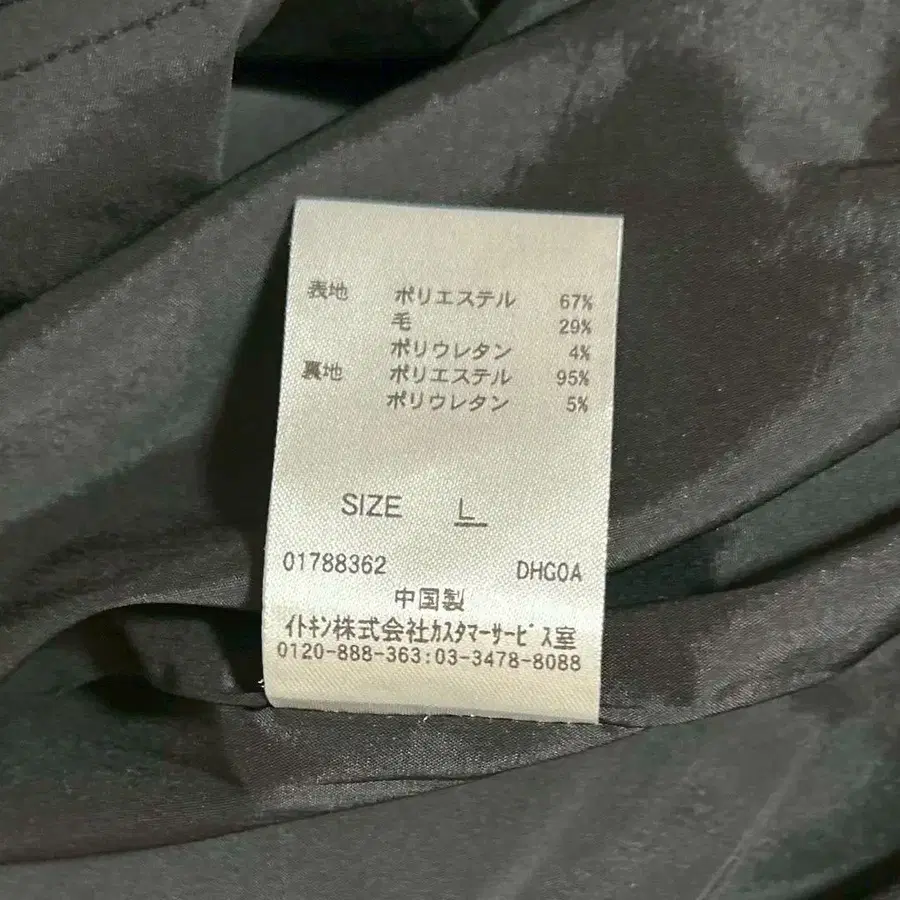 表地 ポリエステル 67%
毛 29%
ポリウレタン 4%
裏地 ポリエステル 95%
ポリウレタン 5%
SIZE L
01788362 DHG0A
中国製
イトキン株式会社カスタマーサービス室
0120-888-363:03-3478-8088